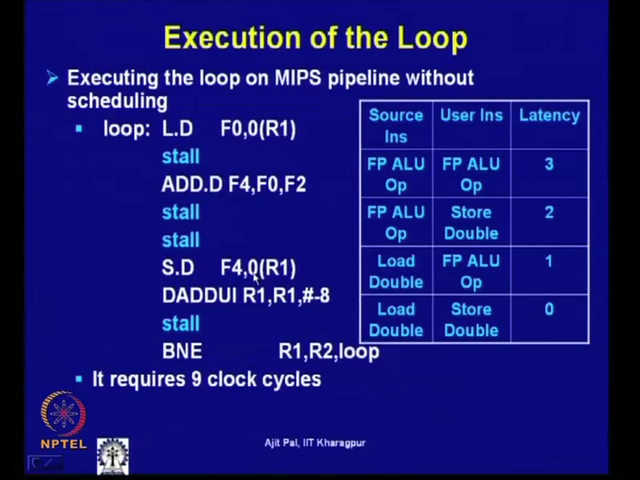 Execution of the Loop
Executing the loop on MIPS pipeline without
scheduling
loop: L.D F0,0(R1)
stall
ADD.D F4,F0,F2
stall
stall
S.D F4,0(R1)
DADDUI R1,R1,#-8
stall
BNE R1,R2,loop
It requires 9 clock cycles
Source Ins User Ins Latency
FP ALU Op FP ALU Op 3
FP ALU Op Store Double 2
Load Double FP ALU Op 1
Load Double Store Double 0
NPTEL
Ajit Pal, IIT Kharagpur